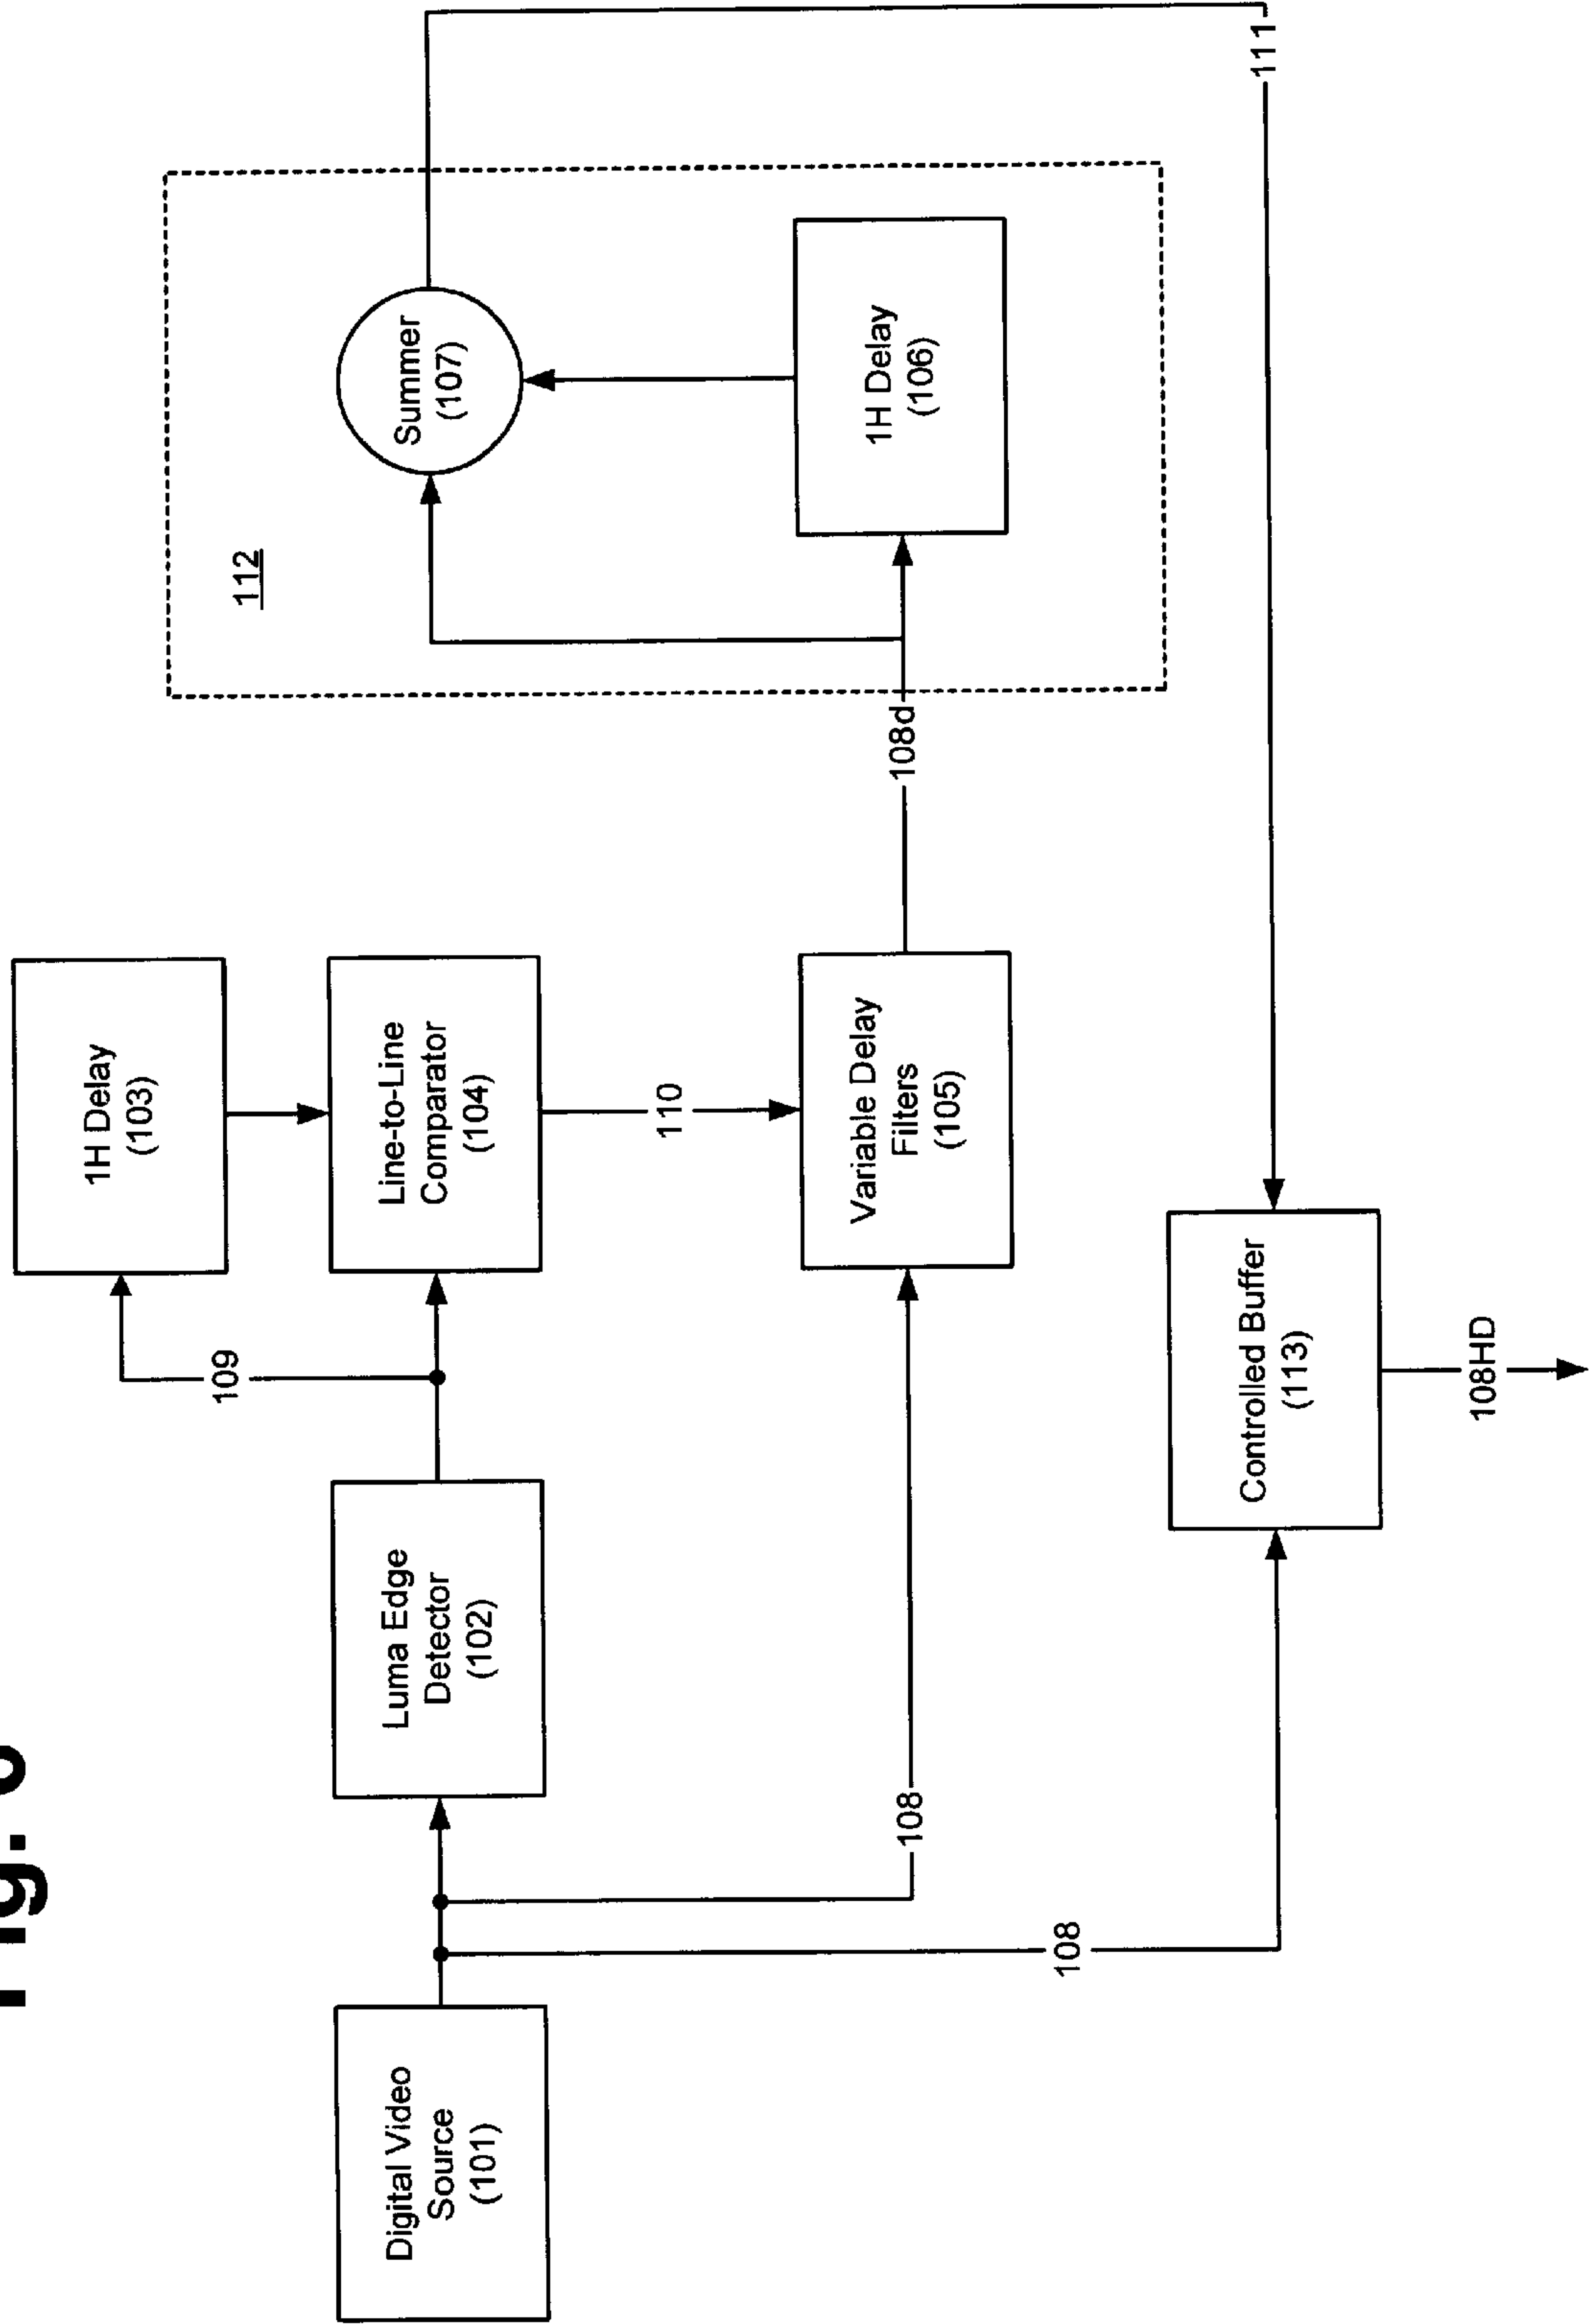 1H Delay
(103)
109
Digital Video
Source
(101)
Luma Edge
Detector
(102)
Line-to-Line
Comparator
(104)
112
Summer
(107)
110
108
Variable Delay
Filters
(105)
108d
1H Delay
(106)
108
Controlled Buffer
(113)
111
108HD